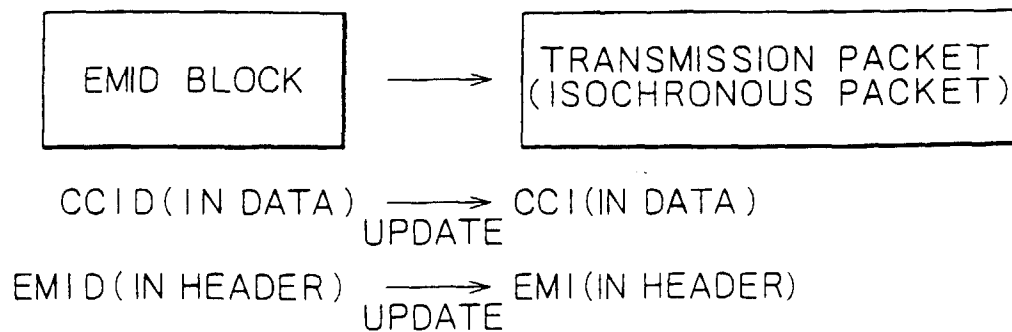 EMID BLOCK
TRANSMISSION PACKET
(ISOCHRONOUS PACKET)
CCID(IN DATA) CCI(IN DATA)
UPDATE
EMID(IN HEADER) EMI(IN HEADER)
UPDATE